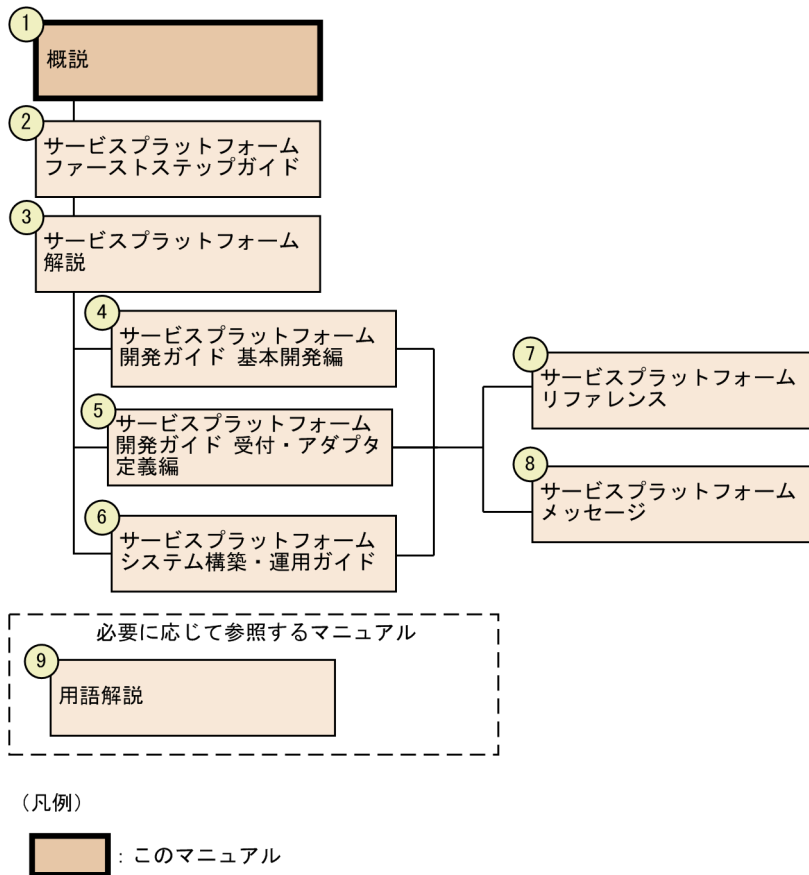 1
概説
2
サービスプラットフォーム
ファーストステップガイド
3
サービスプラットフォーム
解説
4
サービスプラットフォーム
開発ガイド 基本開発編
5
サービスプラットフォーム
開発ガイド 受付・アダプタ
定義編
6
サービスプラットフォーム
システム構築・運用ガイド
7
サービスプラットフォーム
リファレンス
8
サービスプラットフォーム
メッセージ
必要に応じて参照するマニュアル
9
用語解説
（凡例）
：このマニュアル